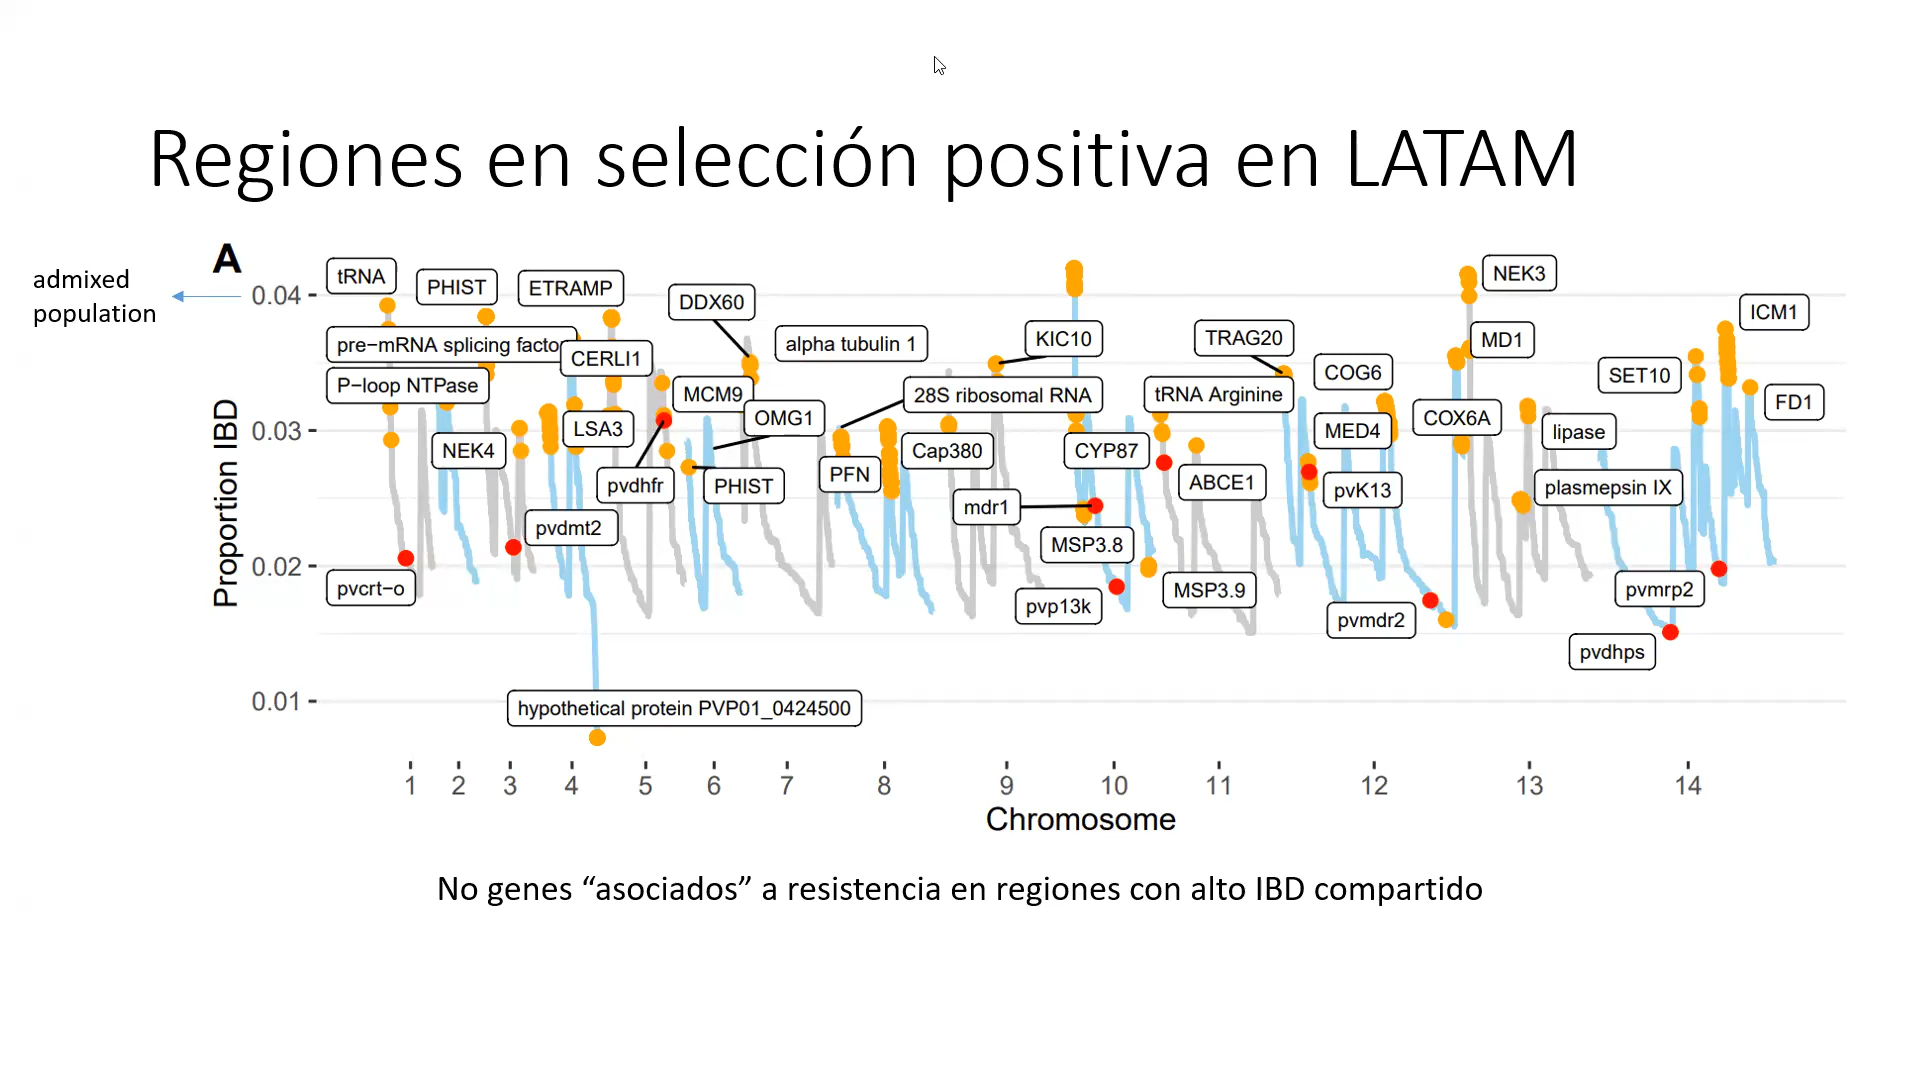 Regiones en selección positiva en LATAM
admixed
population
A
Proportion IBD
0.04
0.03
0.02
0.01
tRNA
PHIST
ETRAMP
DDX60
pre−mRNA splicing facto
CERLI1
alpha tubulin 1
KIC10
TRAG20
NEK3
MD1
ICM1
P−loop NTPase
MCM9
28S ribosomal RNA
tRNA Arginine
COG6
SET10
FD1
NEK4
LSA3
OMG1
PFN
Cap380
CYP87
MED4
COX6A
lipase
pvdhfr
PHIST
mdr1
ABCE1
pvK13
plasmepsin IX
pvdmt2
MSP3.8
pvcrt−o
pvp13k
MSP3.9
pvmdr2
pvmrp2
pvdhps
hypothetical protein PVP01_0424500
1 2 3 4 5 6 7 8 9 10 11 12 13 14
Chromosome
No genes “asociados” a resistencia en regiones con alto IBD compartido